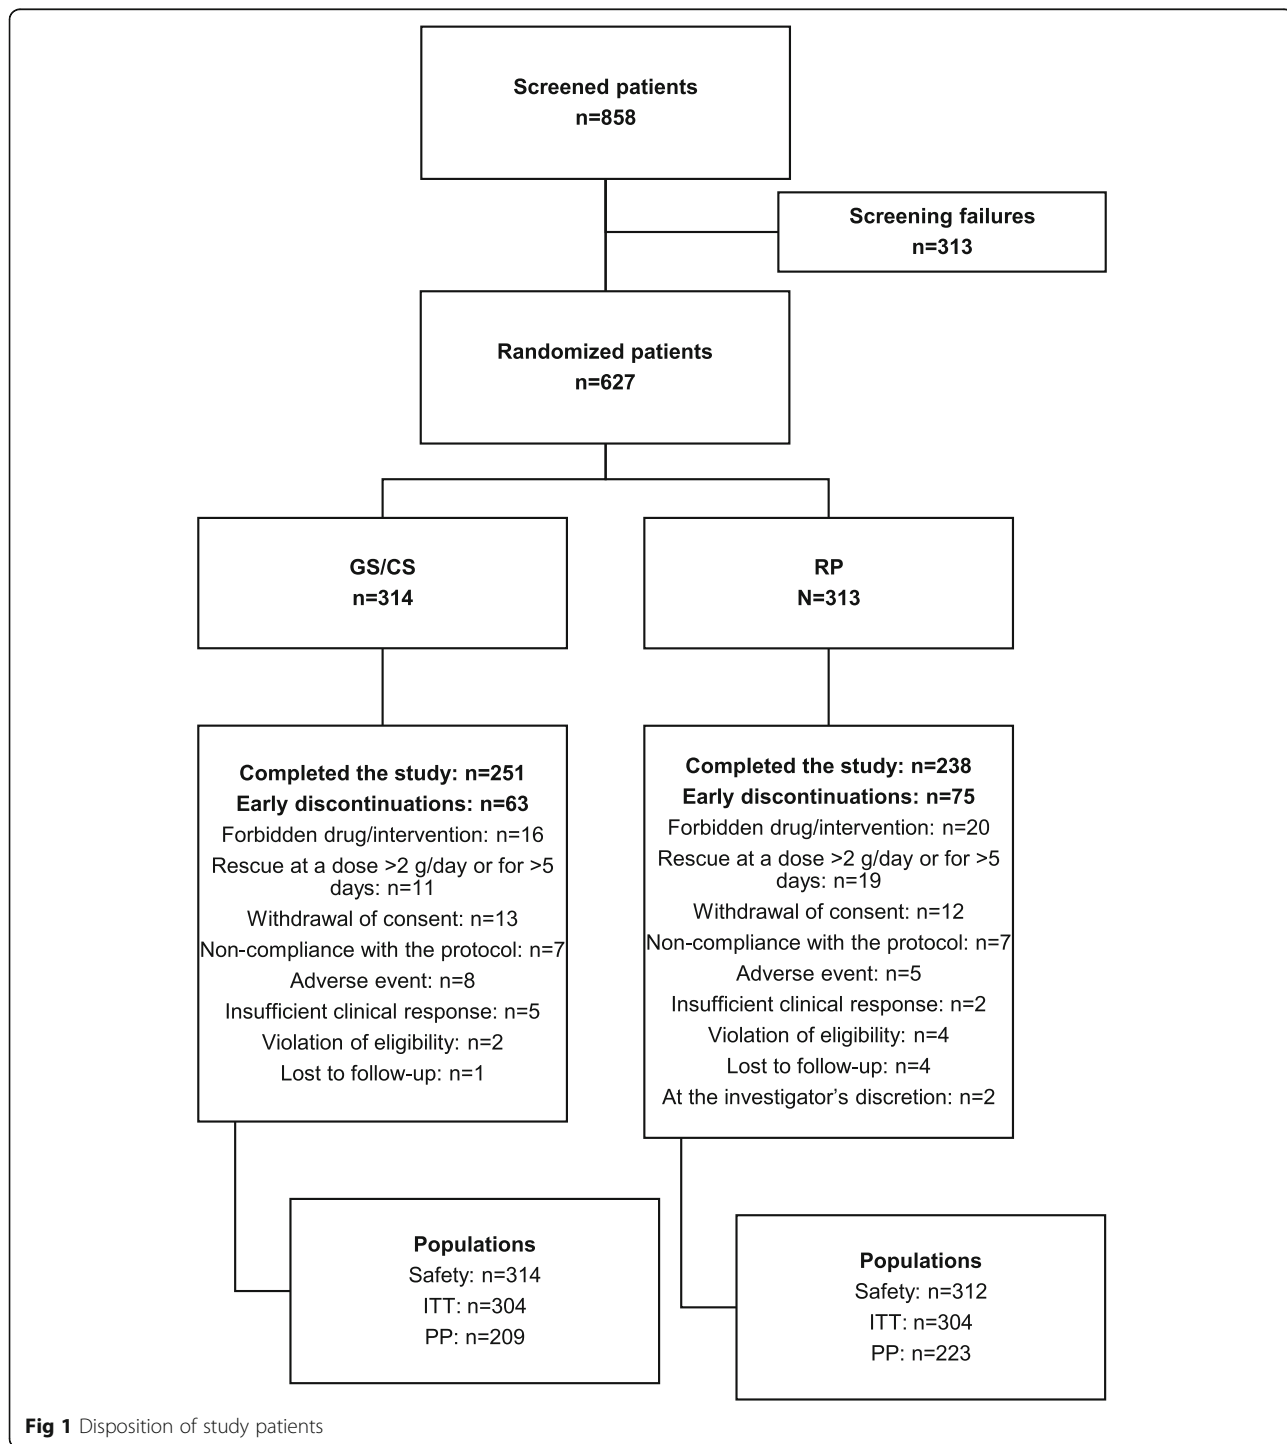 Screened patients
n=858
Screening failures
n=313
Randomized patients
n=627
GS/CS
n=314
RP
N=313
Completed the study: n=251
Early discontinuations: n=63
Forbidden drug/intervention: n=16
Rescue at a dose >2 g/day or for >5
days: n=11
Withdrawal of consent: n=13
Non-compliance with the protocol: n=7
Adverse event: n=8
Insufficient clinical response: n=5
Violation of eligibility: n=2
Lost to follow-up: n=1
Completed the study: n=238
Early discontinuations: n=75
Forbidden drug/intervention: n=20
Rescue at a dose >2 g/day or for >5
days: n=19
Withdrawal of consent: n=12
Non-compliance with the protocol: n=7
Adverse event: n=5
Insufficient clinical response: n=2
Violation of eligibility: n=4
Lost to follow-up: n=4
At the investigator’s discretion: n=2
Populations
Safety: n=314
ITT: n=304
PP: n=209
Populations
Safety: n=312
ITT: n=304
PP: n=223
Fig 1 Disposition of study patients